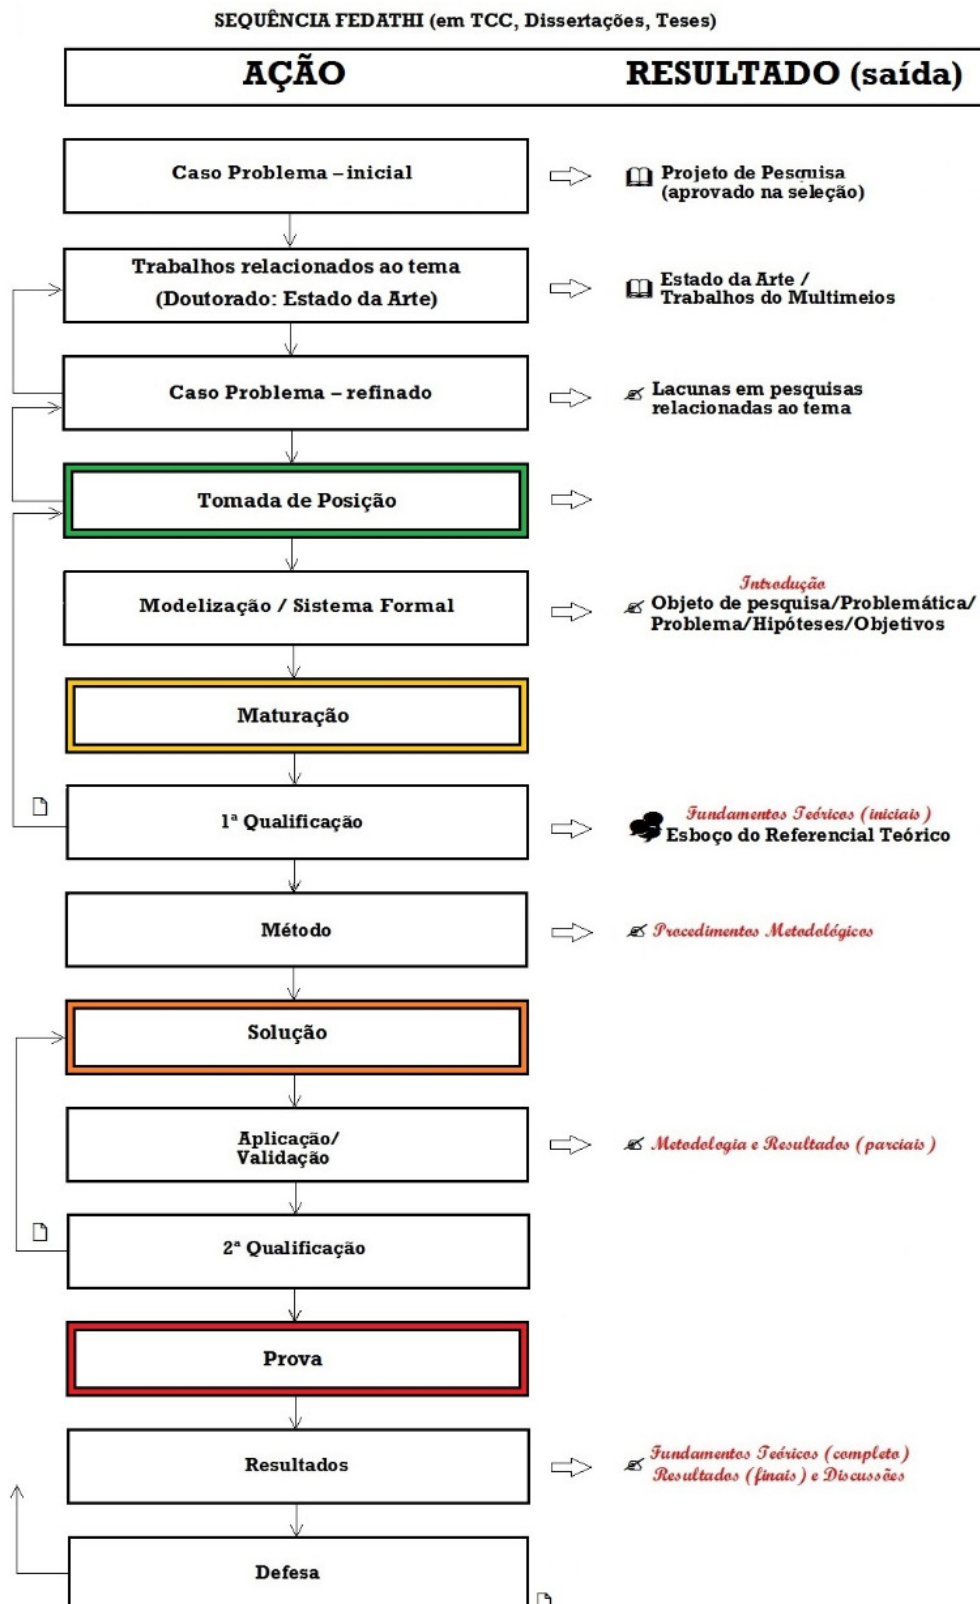 SEQUÊNCIA FEDATHI (em TCC, Dissertações, Teses)
AÇÃO
RESULTADO (saída)
Caso Problema – inicial
Projeto de Pesquisa
(aprovado na seleção)
Trabalhos relacionados ao tema
(Doutorado: Estado da Arte)
Estado da Arte /
Trabalhos do Multimeios
Caso Problema – refinado
Lacunas em pesquisas
relacionadas ao tema
Tomada de Posição
Modelização / Sistema Formal
Introdução
Objeto de pesquisa/Problemática/
Problema/Hipóteses/Objetivos
Maturação
1ª Qualificação
Fundamentos Teóricos (iniciais)
Esboço do Referencial Teórico
Método
Procedimentos Metodológicos
Solução
Aplicação/
Validação
Metodologia e Resultados (parciais)
2ª Qualificação
Prova
Resultados
Fundamentos Teóricos (completo)
Resultados (finais) e Discussões
Defesa